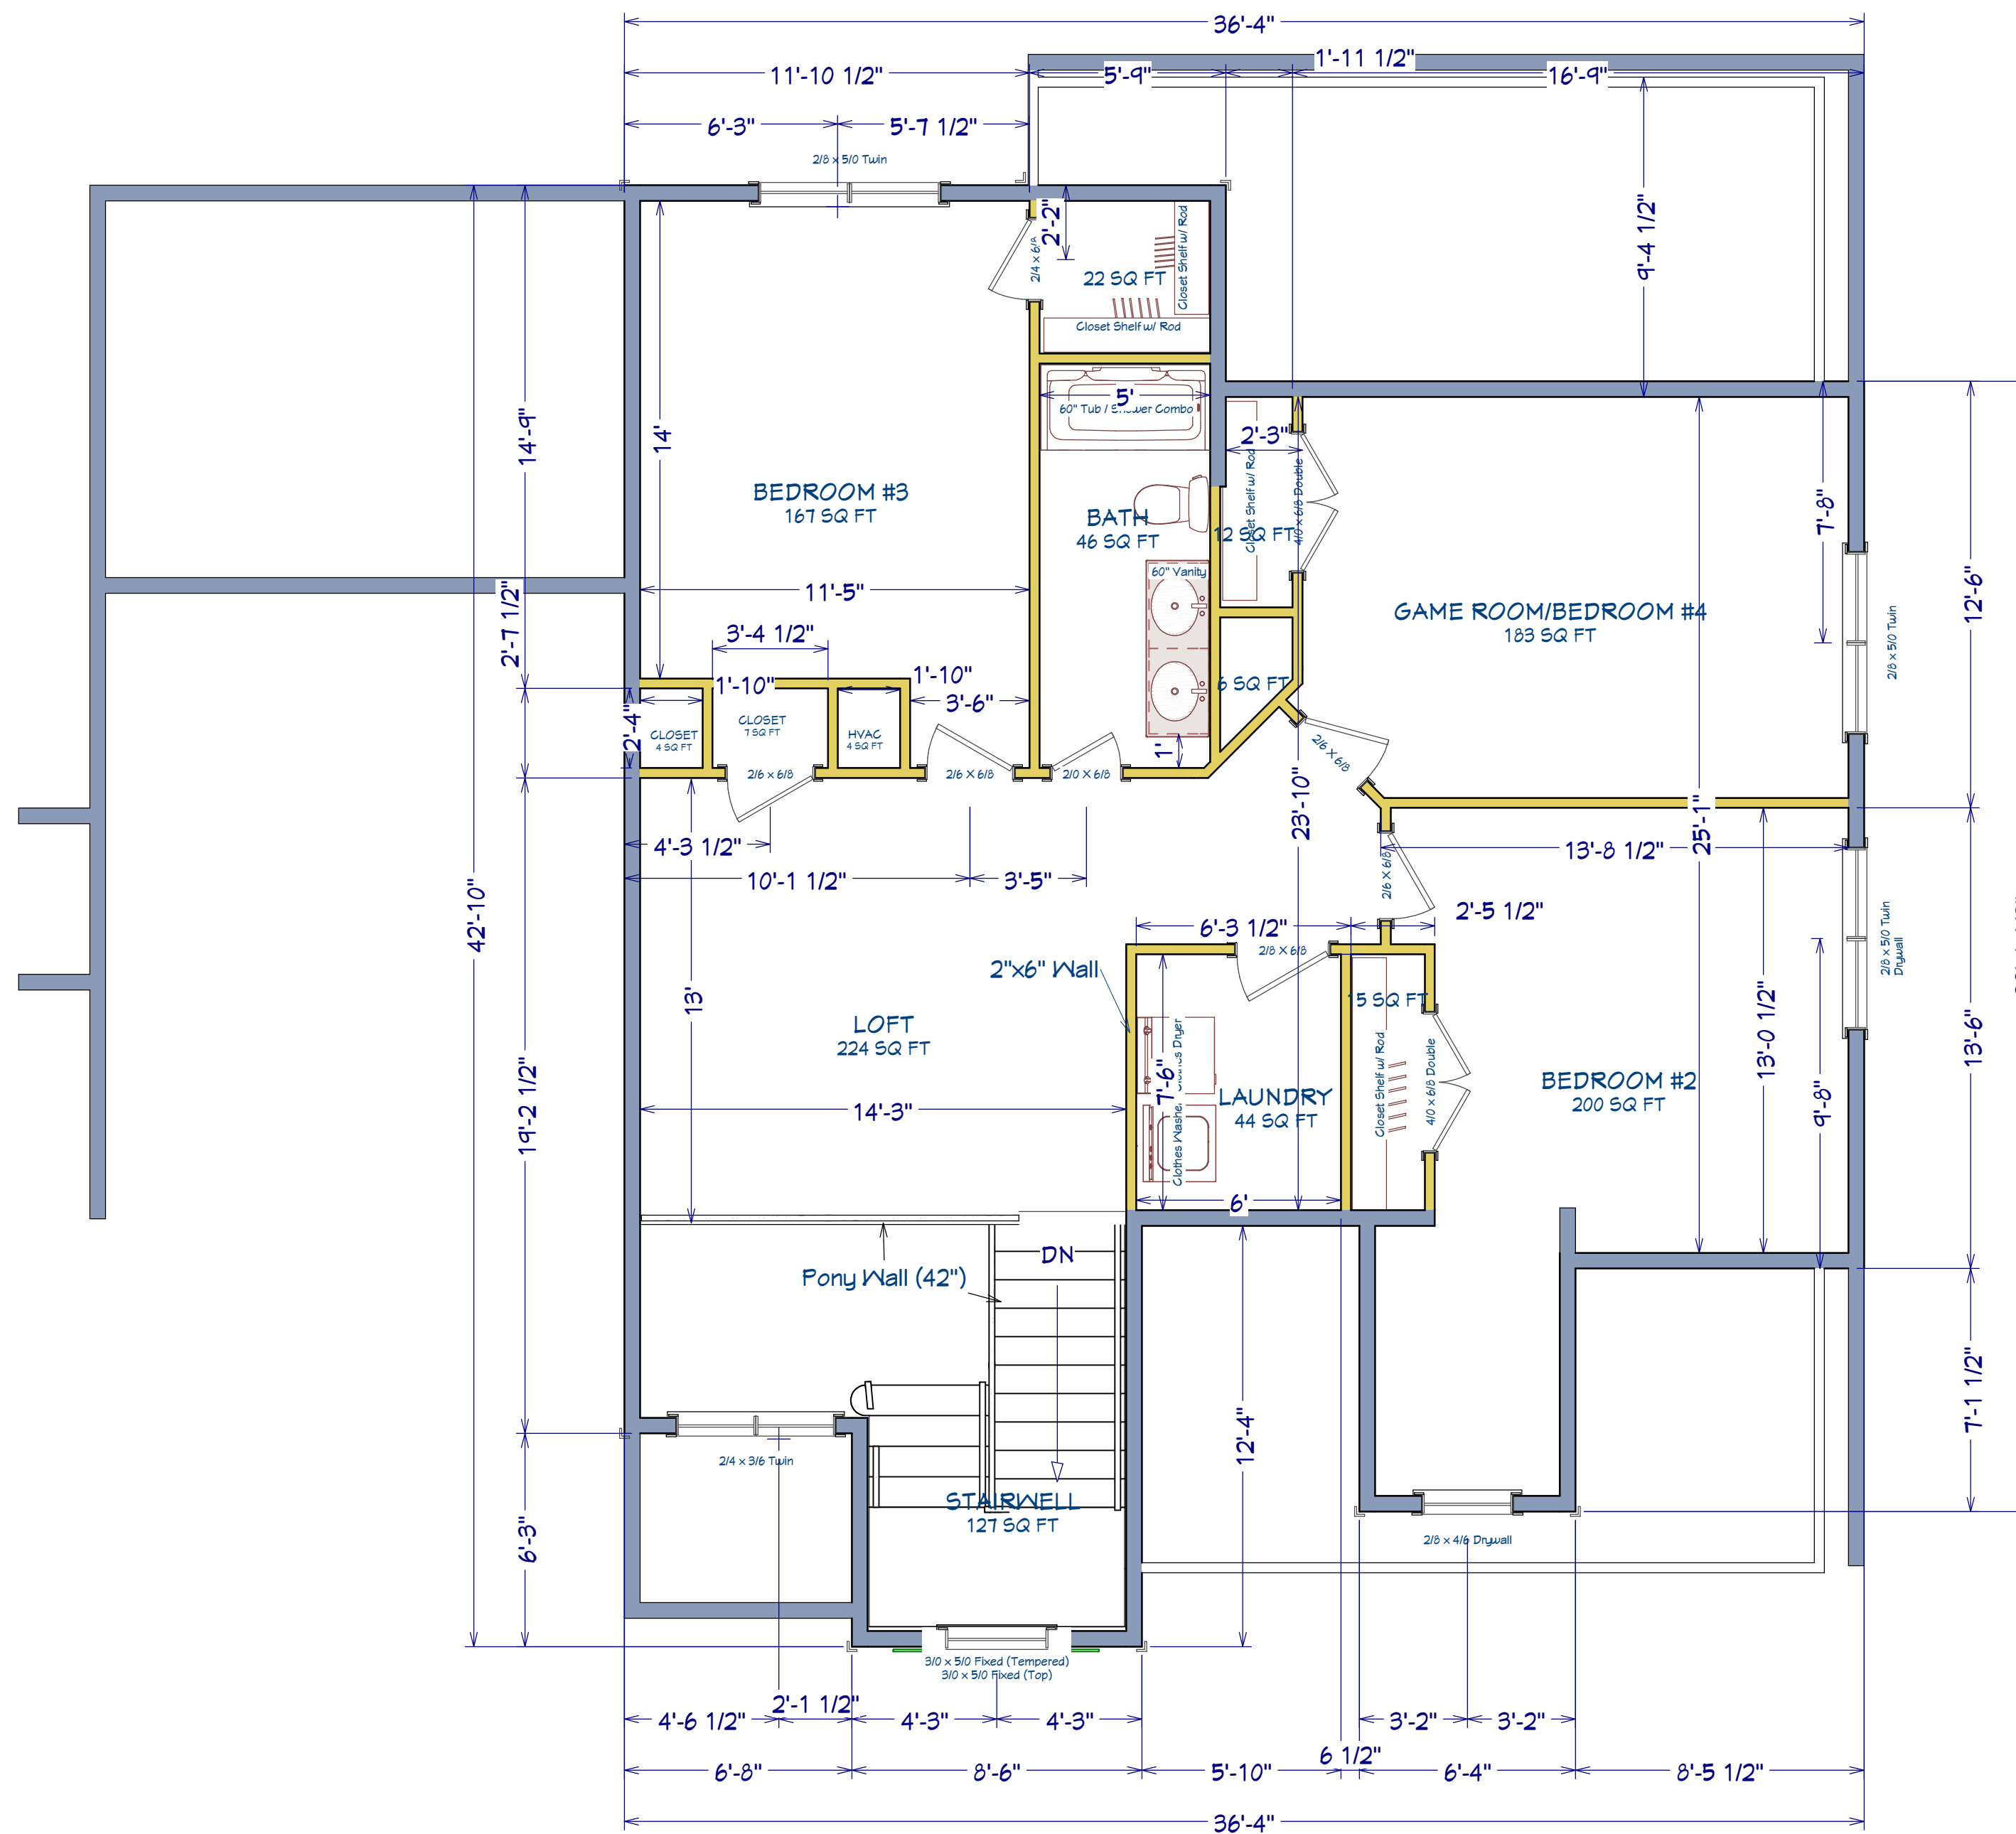 36'-4"
1'-11 1/2"
11'-10 1/2"
5'-9"
16'-9"
6'-3"
5'-7 1/2"
2/8 x 5/0 Twin
2'-2"
2/4 x 6/8
Closet Shelf w/ Rod
22 SQ FT
Closet Shelf w/ Rod
9'-4 1/2"
14'-9"
14'
5'
60" Tub / Shower Combo
2'-3"
Closet Shelf w/ Rod
4/0 x 6/8 Double
7'-8"
BEDROOM #3
167 SQ FT
BATH
46 SQ FT
12 SQ FT
60" Vanity
11'-5"
GAME ROOM/BEDROOM #4
183 SQ FT
12'-6"
2/8 x 5/0 Twin
2'-7 1/2"
3'-4 1/2"
1'-10"
1'-10"
3'-6"
6 SQ FT
2'-4"
CLOSET
4 SQ FT
CLOSET
7 SQ FT
HVAC
4 SQ FT
1'
2/6 x 6/8
2/6 X 6/8
2/6 X 6/8
2/0 X 6/8
23'-10"
25'-1"
4'-3 1/2"
13'-8 1/2"
2/6 X 6/8
10'-1 1/2"
3'-5"
42'-10"
2'-5 1/2"
6'-3 1/2"
2/8 X 6/8
2/8 x 5/0 Twin
Drywall
2"x6" Wall
13'
15 SQ FT
13'-0 1/2"
13'-6"
LOFT
224 SQ FT
Clothes Dryer
7'-6"
Closet Shelf w/ Rod
4/0 x 6/8 Double
BEDROOM #2
200 SQ FT
9'-8"
19'-2 1/2"
14'-3"
LAUNDRY
44 SQ FT
Clothes Washer
6'
DN
Pony Wall (42")
7'-1 1/2"
12'-4"
2/4 x 3/6 Twin
STAIRWELL
127 SQ FT
6'-3"
2/8 x 4/6 Drywall
3/0 x 5/0 Fixed (Tempered)
3/0 x 5/0 Fixed (Top)
2'-1 1/2"
4'-6 1/2"
4'-3"
4'-3"
3'-2"
3'-2"
6 1/2"
6'-8"
8'-6"
5'-10"
6'-4"
8'-5 1/2"
36'-4"